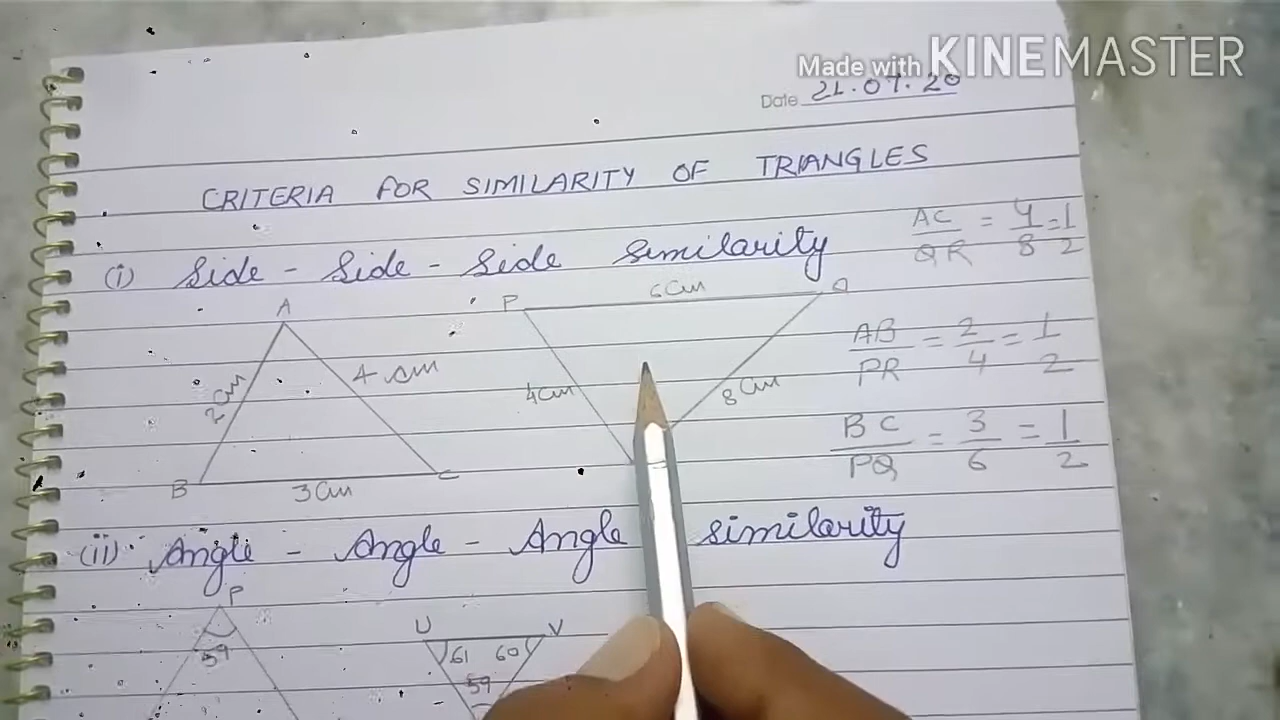 Made with KINEMASTER
Date 21.07.20
CRITERIA FOR SIMILARITY OF TRIANGLES
(i) Side - Side - Side Similarity
AC/QR = 4/8 = 1/2
A
P 6cm Q
2cm 4 cm
4cm 8cm
AB/PR = 2/4 = 1/2
B 3cm C
BC/PQ = 3/6 = 1/2
(ii) Angle - Angle - Angle similarity
P
59
U V
61 60
59